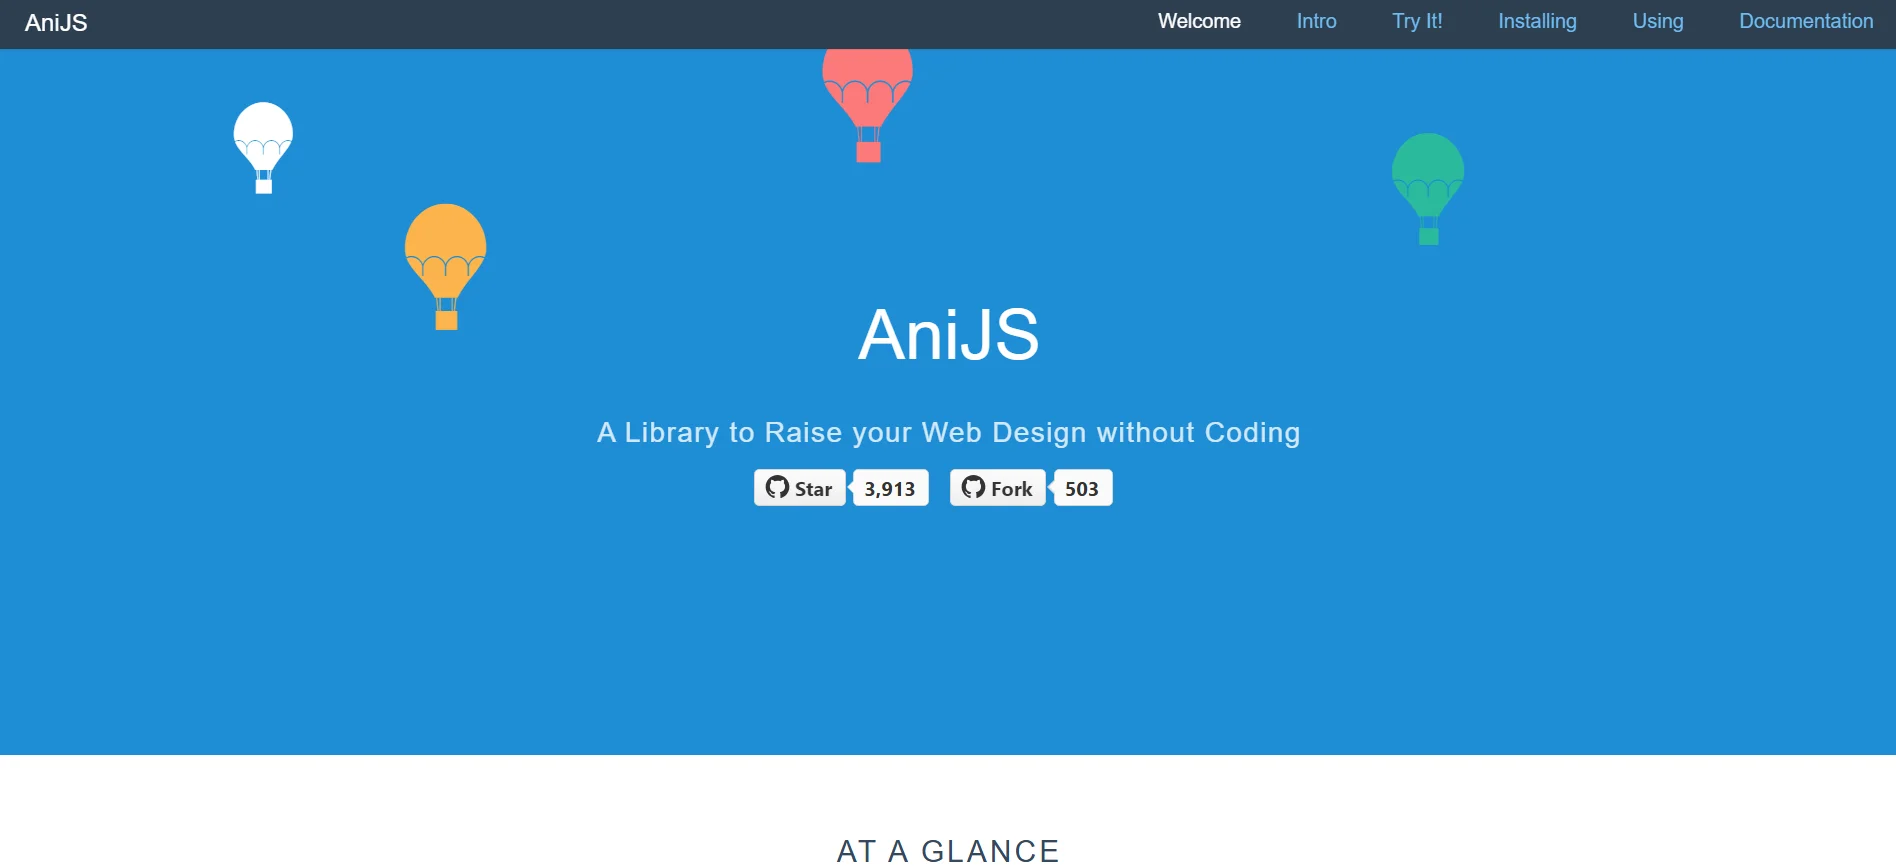 AniJS Welcome Intro Try It! Installing Using Documentation
AniJS
A Library to Raise your Web Design without Coding
Star 3,913 Fork 503
AT A GLANCE